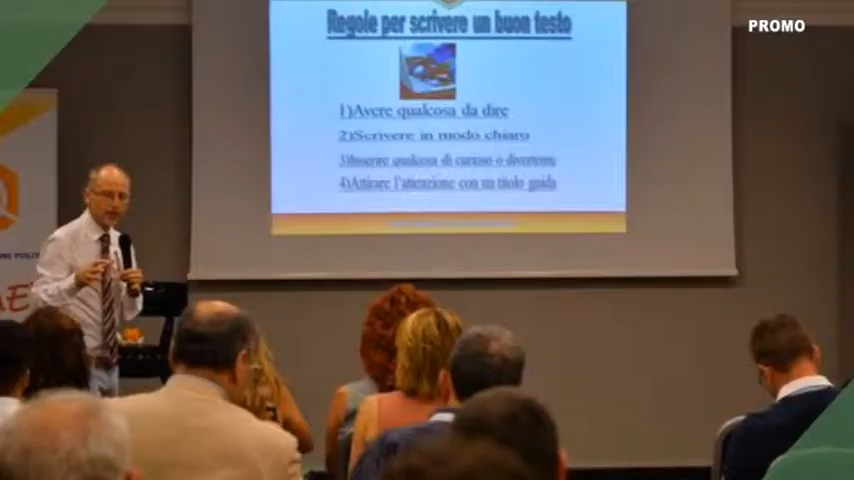 PROMO
Regole per scrivere un buon testo
1)Avere qualcosa da dire
2)Scrivere in modo chiaro
3)Inserire qualcosa di curioso o divertente
4)Attirare l'attenzione con un titolo guida